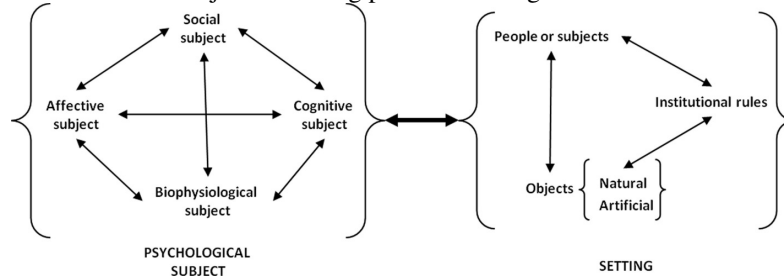 Social
subject
Affective
subject
Cognitive
subject
Biophysiological
subject
PSYCHOLOGICAL
SUBJECT
People or subjects
Institutional rules
Objects
Natural
Artificial
SETTING